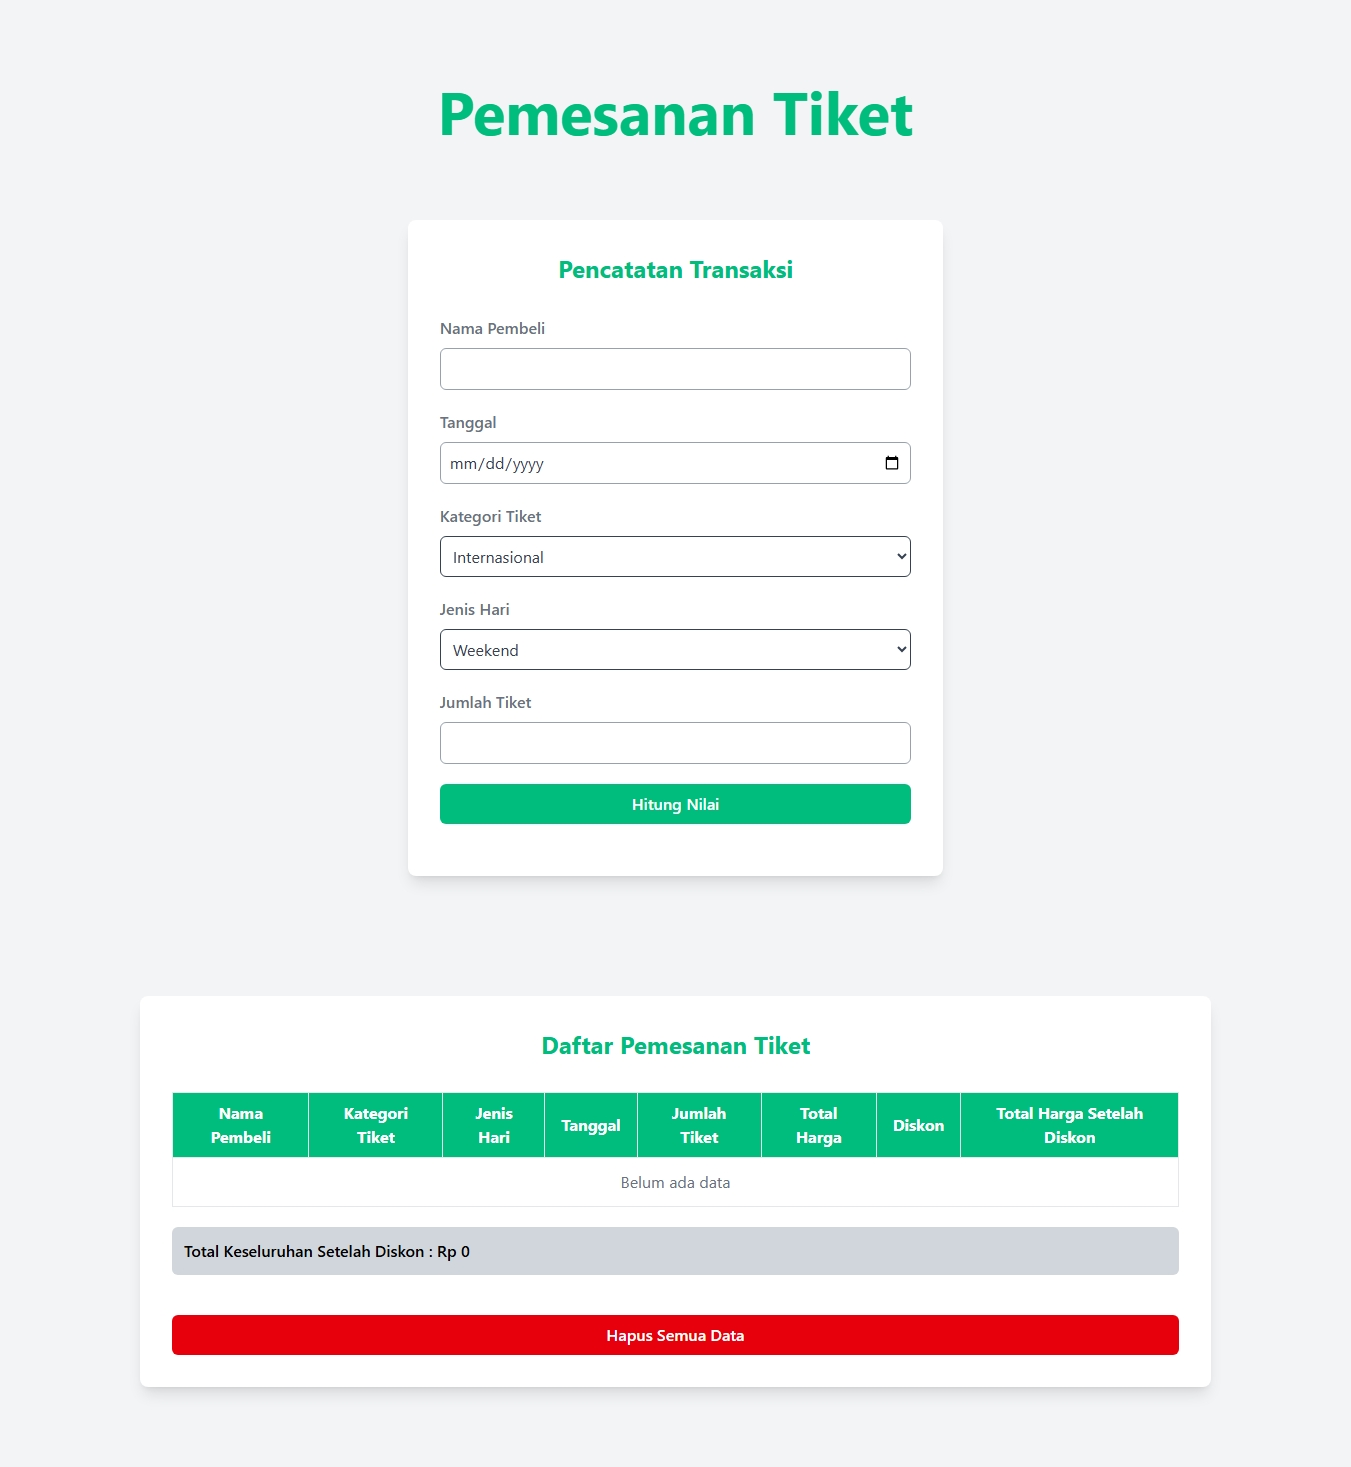 Pemesanan Tiket
Pencatatan Transaksi
Nama Pembeli
Tanggal
mm/dd/yyyy
Kategori Tiket
Internasional
Jenis Hari
Weekend
Jumlah Tiket
Hitung Nilai
Daftar Pemesanan Tiket
Nama Pembeli
Kategori Tiket
Jenis Hari
Tanggal
Jumlah Tiket
Total Harga
Diskon
Total Harga Setelah Diskon
Belum ada data
Total Keseluruhan Setelah Diskon : Rp 0
Hapus Semua Data